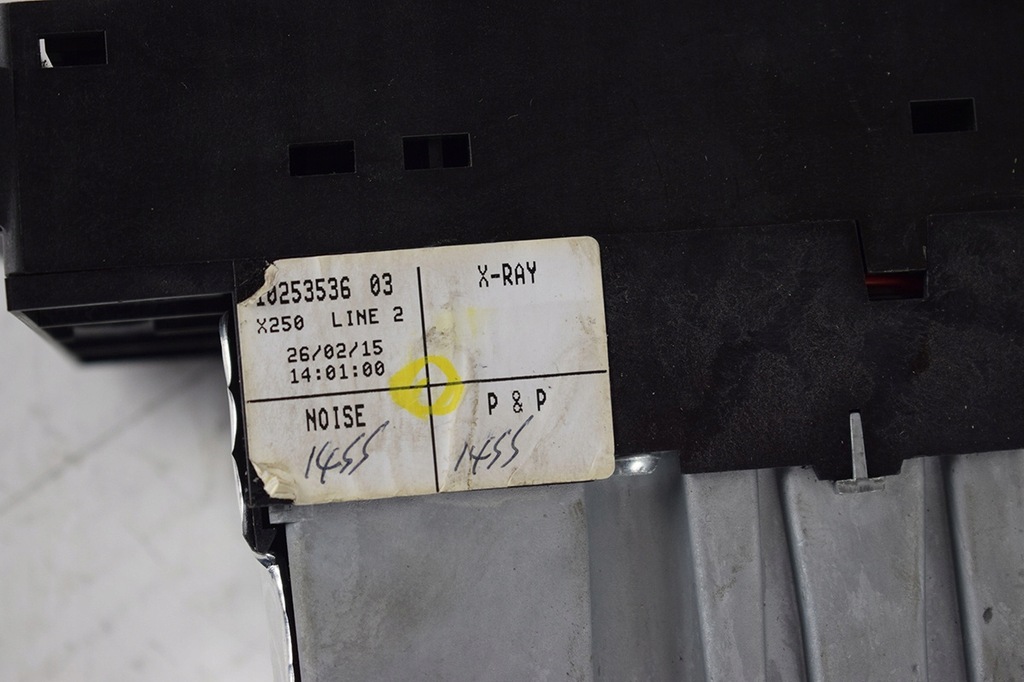 10253536 03
X250 LINE 2
26/02/15
14:01:00
X-RAY
NOISE
1455
P & P
1455